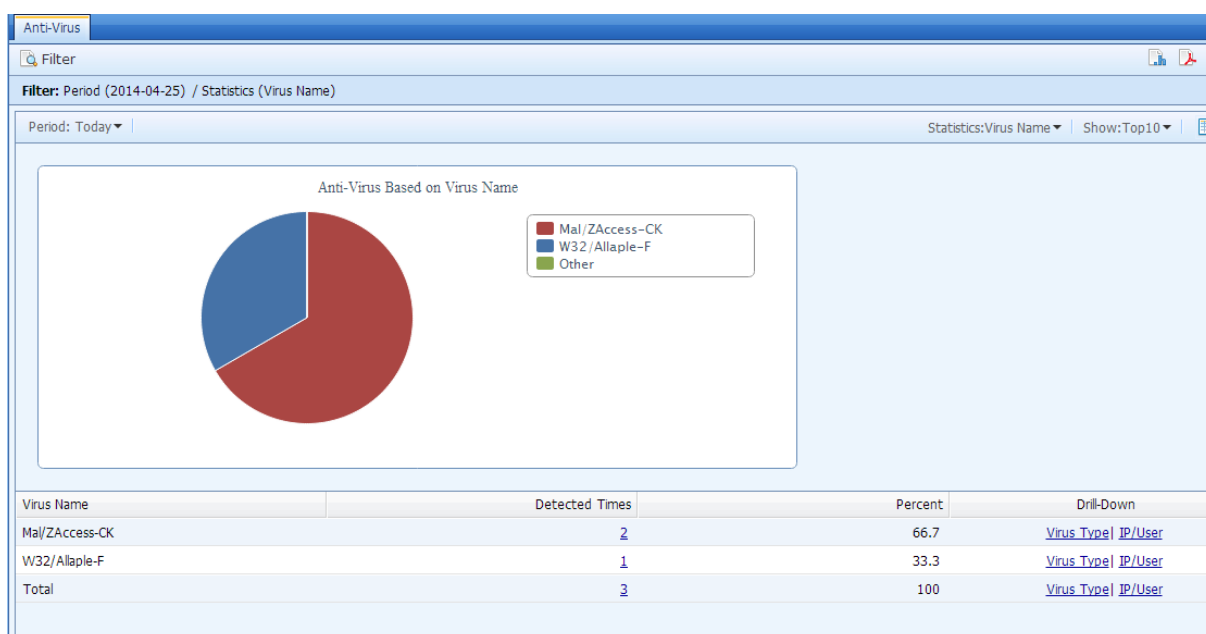 Anti-Virus
Filter
Filter: Period (2014-04-25) / Statistics (Virus Name)
Period: Today Statistics:Virus Name Show:Top10
Anti-Virus Based on Virus Name
Mal/ZAccess-CK
W32/Allaple-F
Other
Virus Name Detected Times Percent Drill-Down
Mal/ZAccess-CK 2 66.7 Virus Type| IP/User
W32/Allaple-F 1 33.3 Virus Type| IP/User
Total 3 100 Virus Type| IP/User